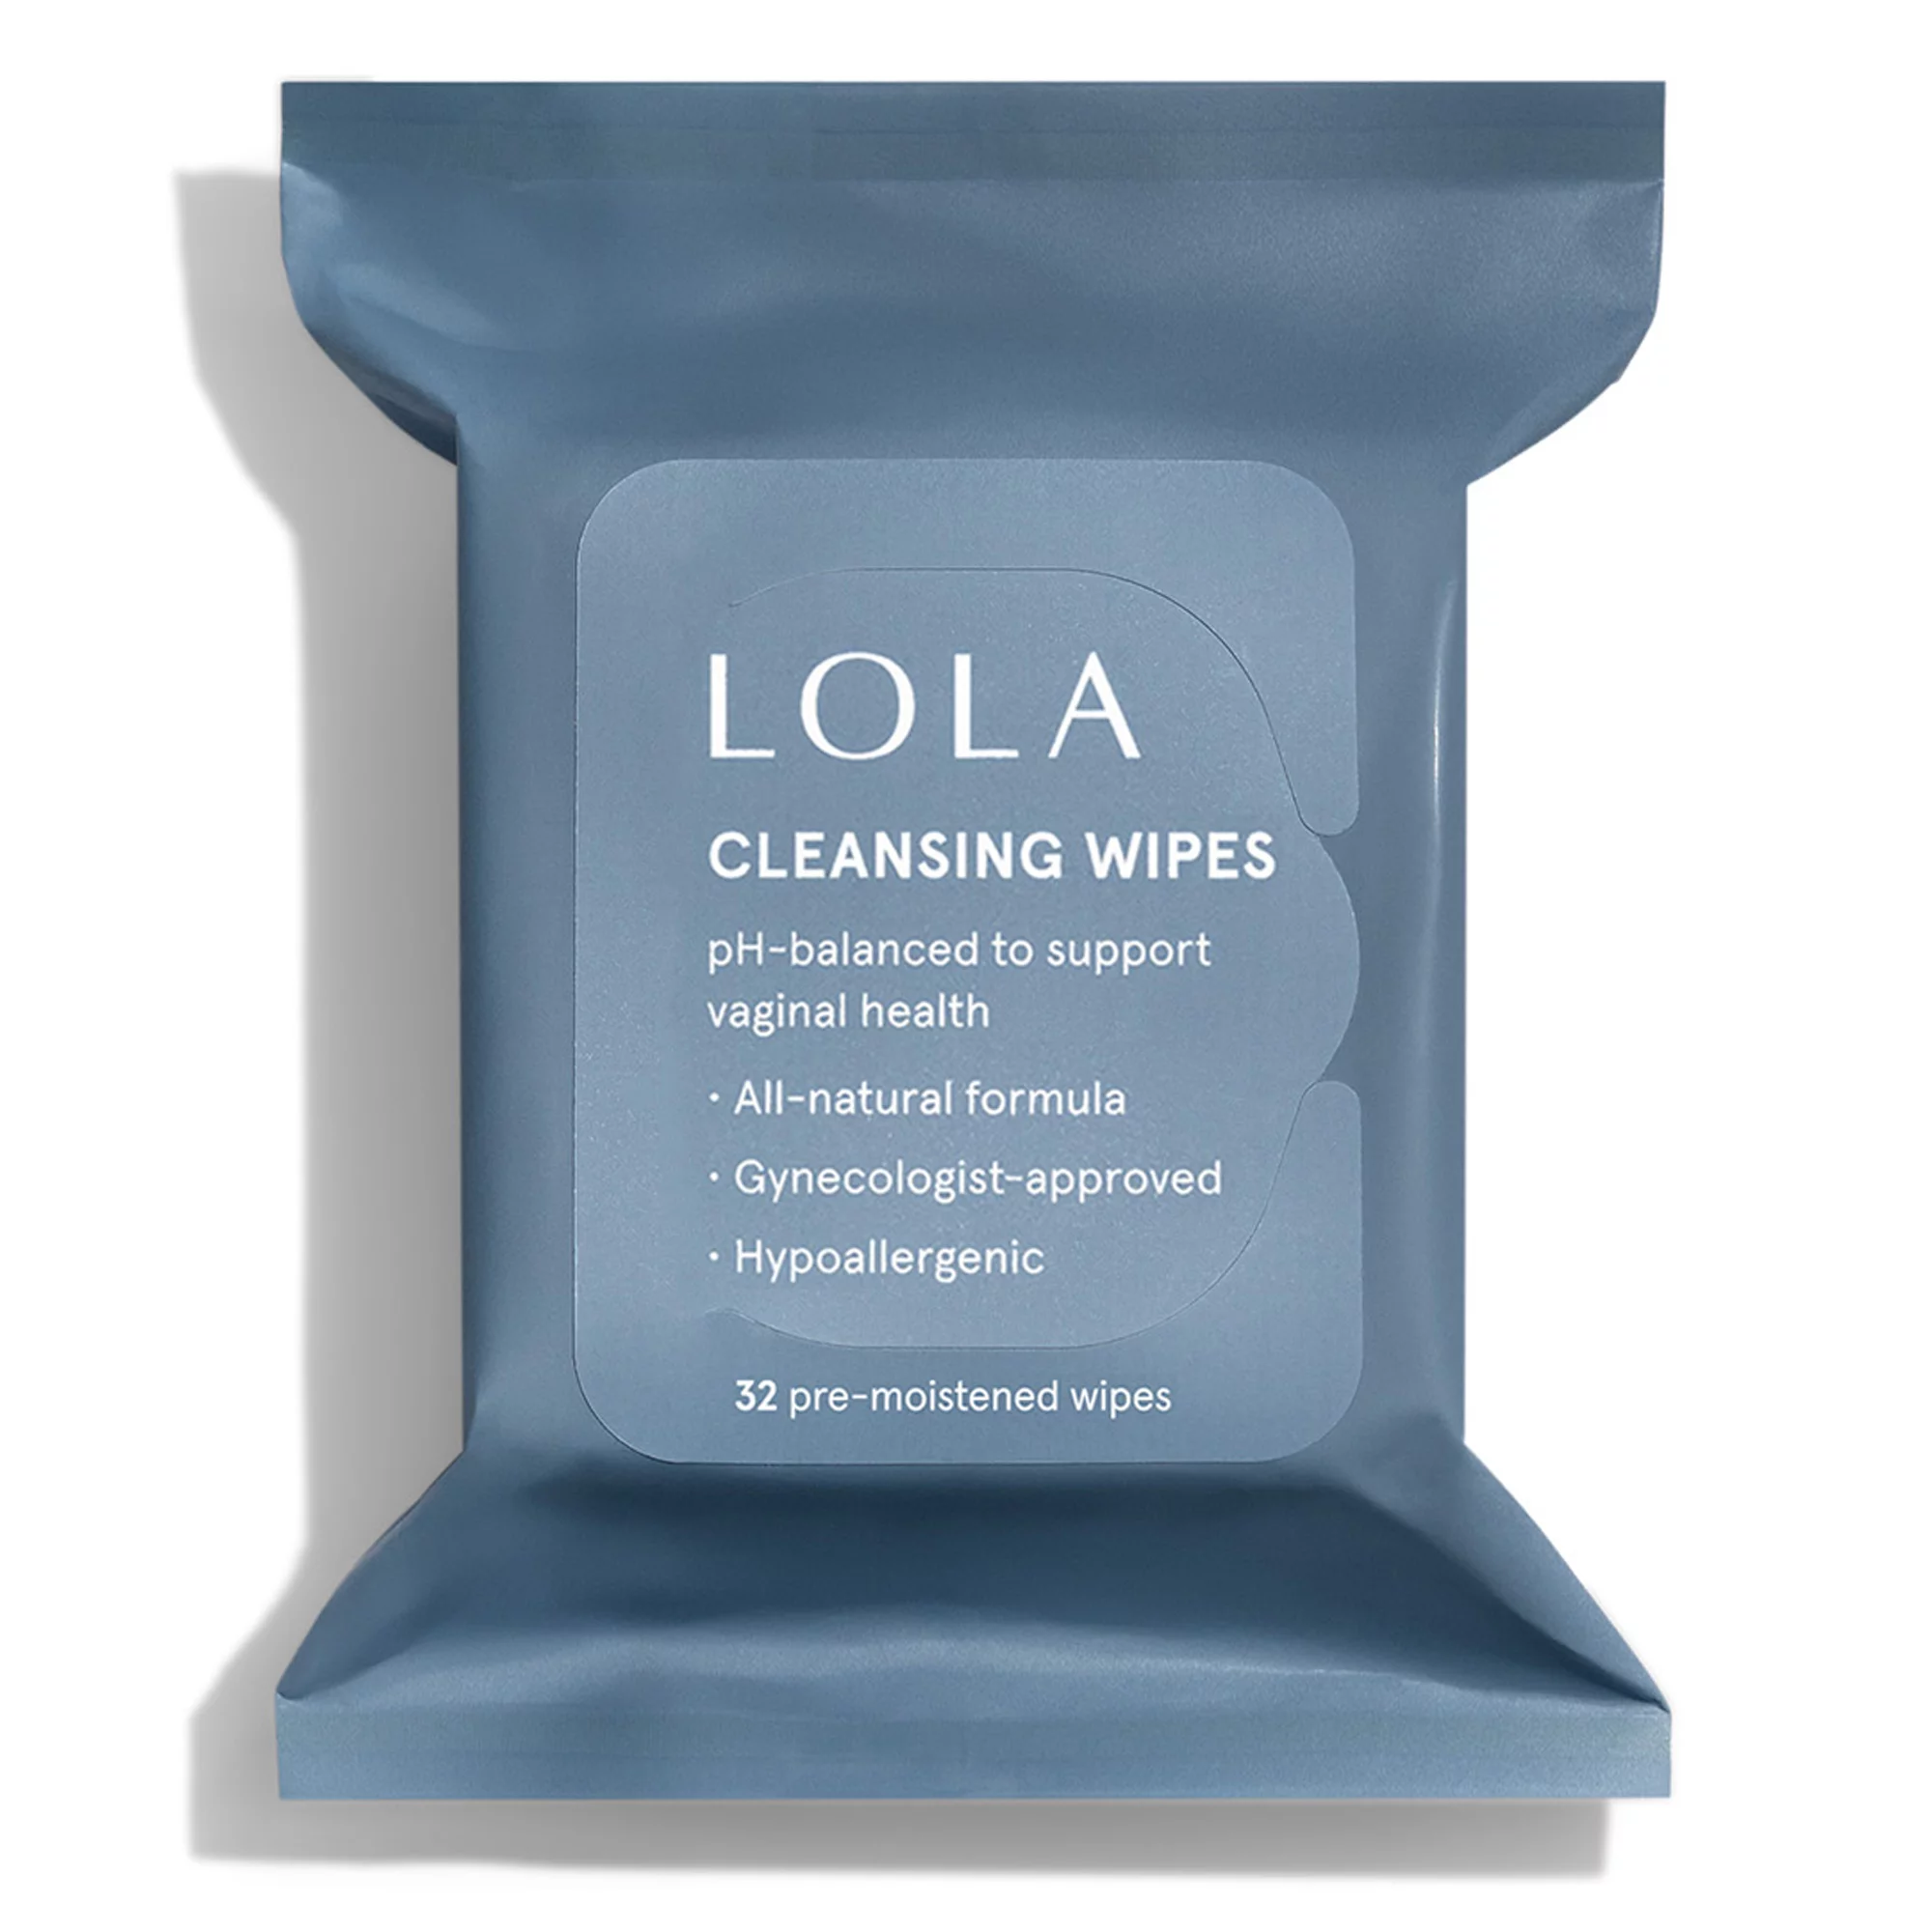 LOLA
CLEANSING WIPES
pH-balanced to support
vaginal health
· All-natural formula
· Gynecologist-approved
· Hypoallergenic
32 pre-moistened wipes